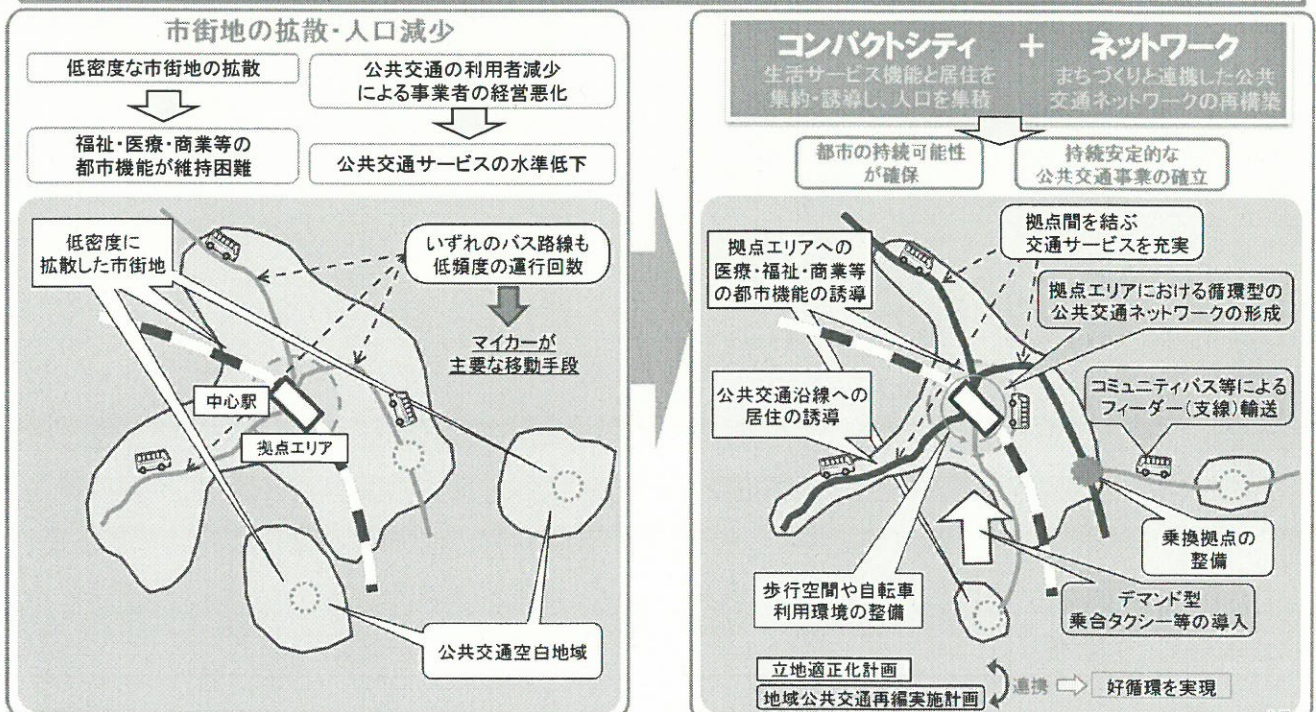 市街地の拡散・人口減少
低密度な市街地の拡散
公共交通の利用者減少
による事業者の経営悪化
福祉・医療・商業等の
都市機能が維持困難
公共交通サービスの水準低下
低密度に
拡散した市街地
いずれのバス路線も
低頻度の運行回数
マイカーが
主要な移動手段
中心駅
拠点エリア
公共交通空白地域
コンパクトシティ + ネットワーク
生活サービス機能と居住を
集約・誘導し、人口を集積
まちづくりと連携した公共
交通ネットワークの再構築
都市の持続可能性
が確保
持続安定的な
公共交通事業の確立
拠点間を結ぶ
交通サービスを充実
拠点エリアへの
医療・福祉・商業等
の都市機能の誘導
拠点エリアにおける循環型の
公共交通ネットワークの形成
公共交通沿線への
居住の誘導
コミュニティバス等による
フィーダー(支線)輸送
乗換拠点の
整備
歩行空間や自転車
利用環境の整備
デマンド型
乗合タクシー等の導入
立地適正化計画
地域公共交通再編実施計画
連携
好循環を実現